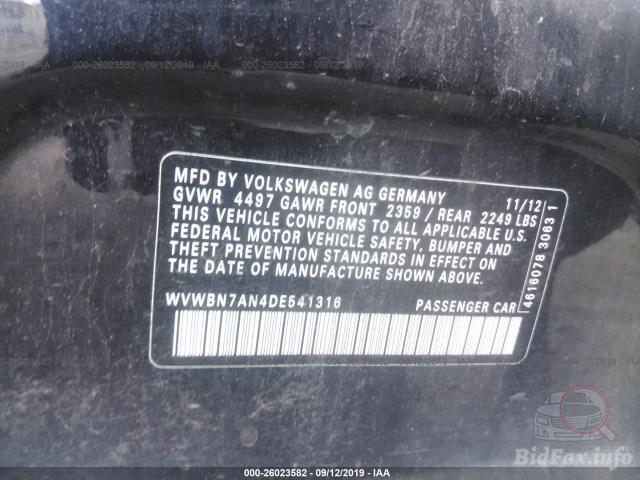 000-26023582 - 09/12/2019 - IAA
MFD BY VOLKSWAGEN AG GERMANY 11/12
GVWR 4497 GAWR FRONT 2359 / REAR 2249 LBS
THIS VEHICLE CONFORMS TO ALL APPLICABLE U.S.
FEDERAL MOTOR VEHICLE SAFETY, BUMPER AND
THEFT PREVENTION STANDARDS IN EFFECT ON
THE DATE OF MANUFACTURE SHOWN ABOVE.
WVWBN7AN4DE541316 PASSENGER CAR
4616078 3063 1
BidFax.info
000-26023582 - 09/12/2019 - IAA